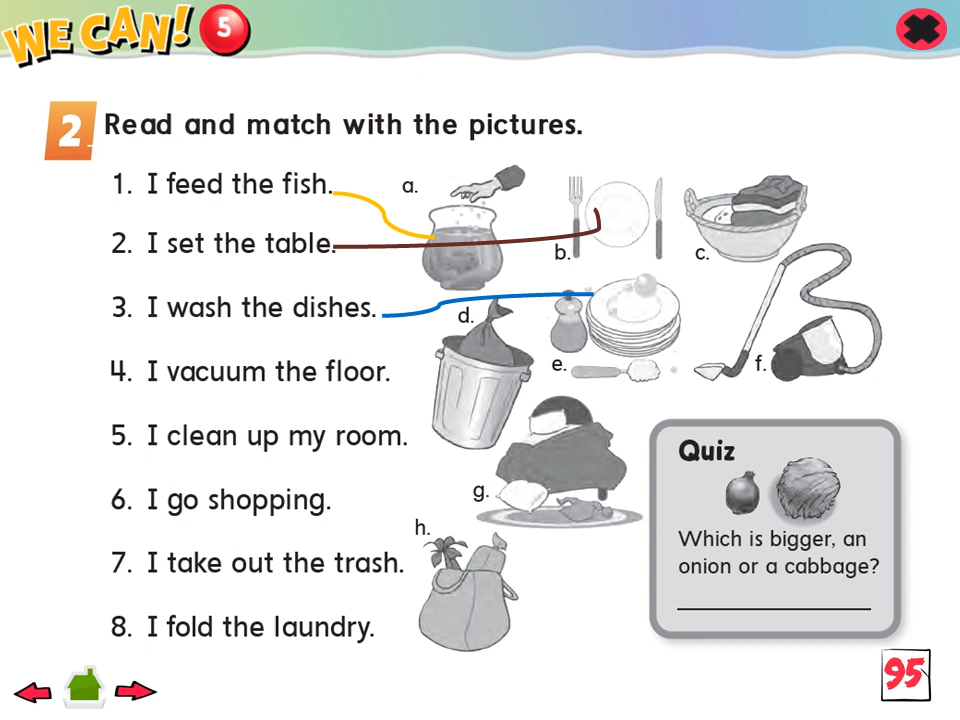 WE CAN! 5
2 Read and match with the pictures.
1. I feed the fish.
2. I set the table.
3. I wash the dishes.
4. I vacuum the floor.
5. I clean up my room.
6. I go shopping.
7. I take out the trash.
8. I fold the laundry.
a.
b.
c.
d.
e.
f.
g.
h.
Quiz
Which is bigger, an
onion or a cabbage?
95